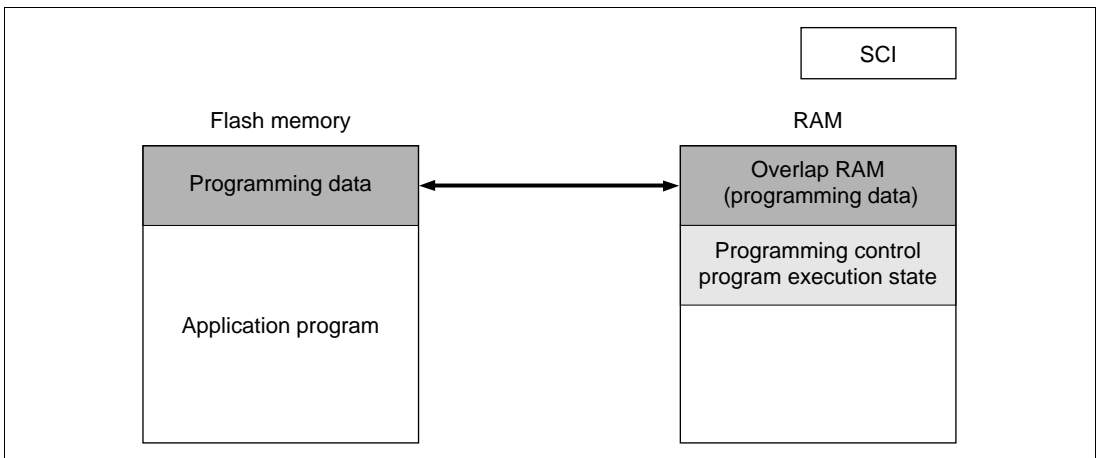 SCI
Flash memory
RAM
Programming data
Overlap RAM
(programming data)
Programming control
program execution state
Application program